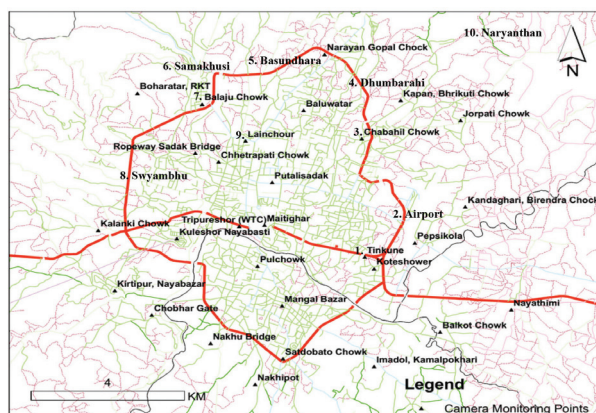 10. Naryanthan
Narayan Gopal Chock
5. Basundhara
6. Samakhusi
4. Dhumbarahi
Boharatar, RKT
7. Balaju Chowk
Kapan, Bhrikuti Chowk
Baluwatar
Jorpati Chowk
9. Lainchour
3. Chabahil Chowk
Ropeway Sadak Bridge
Chhetrapati Chowk
8. Swyambhu
Putalisadak
Kandaghari, Birendra Chock
2. Airport
Tripureshor (WTC)
Maitighar
Kalanki Chowk
Kuleshor Nayabasti
Pepsikola
1. Tinkune
Pulchowk
Koteshower
Kirtipur, Nayabazar
Mangal Bazar
Nayathimi
Chobhar Gate
Balkot Chowk
Nakhu Bridge
Satdobato Chowk
Imadol, Kamalpokhari
Nakhipot
4
KM
N
Legend
Camera Monitoring Points